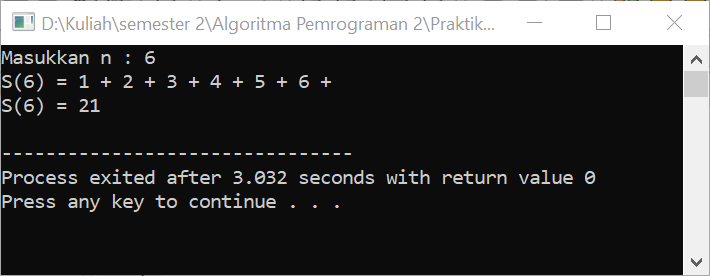 D:\Kuliah\semester 2\Algoritma Pemrograman 2\Praktik...
Masukkan n : 6
S(6) = 1 + 2 + 3 + 4 + 5 + 6 +
S(6) = 21
--------------------------------
Process exited after 3.032 seconds with return value 0
Press any key to continue . . .